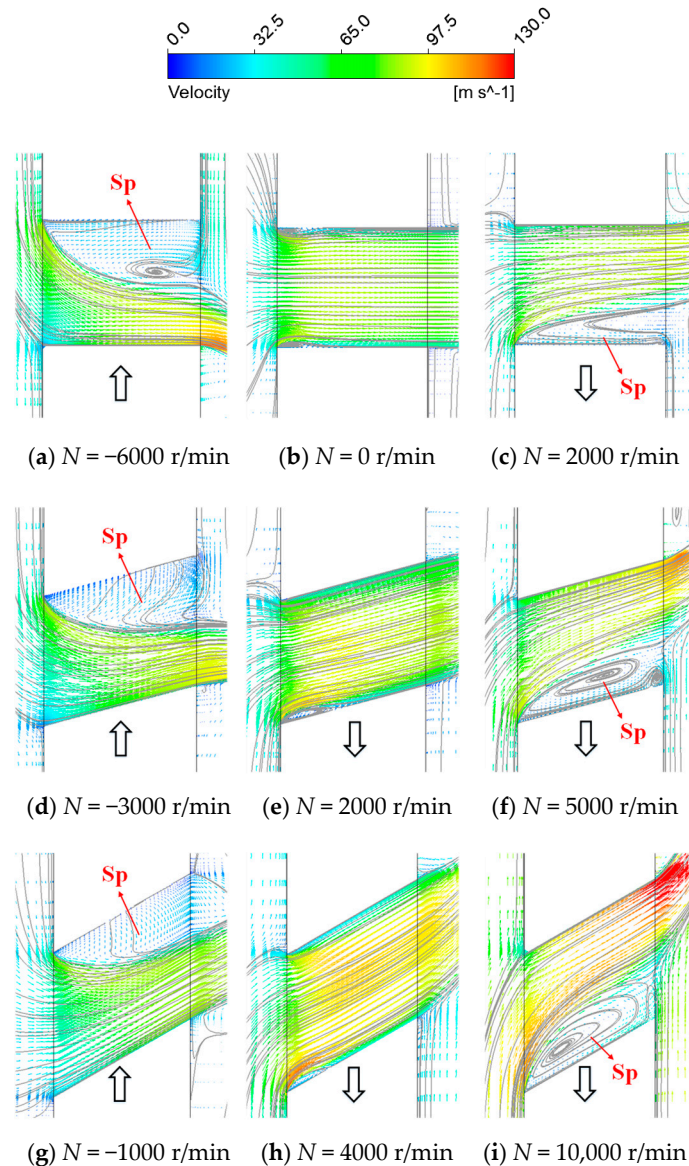 0.0 32.5 65.0 97.5 130.0
Velocity [m s^-1]
Sp
Sp
(a) N = −6000 r/min (b) N = 0 r/min (c) N = 2000 r/min
Sp
Sp
(d) N = −3000 r/min (e) N = 2000 r/min (f) N = 5000 r/min
Sp
Sp
(g) N = −1000 r/min (h) N = 4000 r/min (i) N = 10,000 r/min